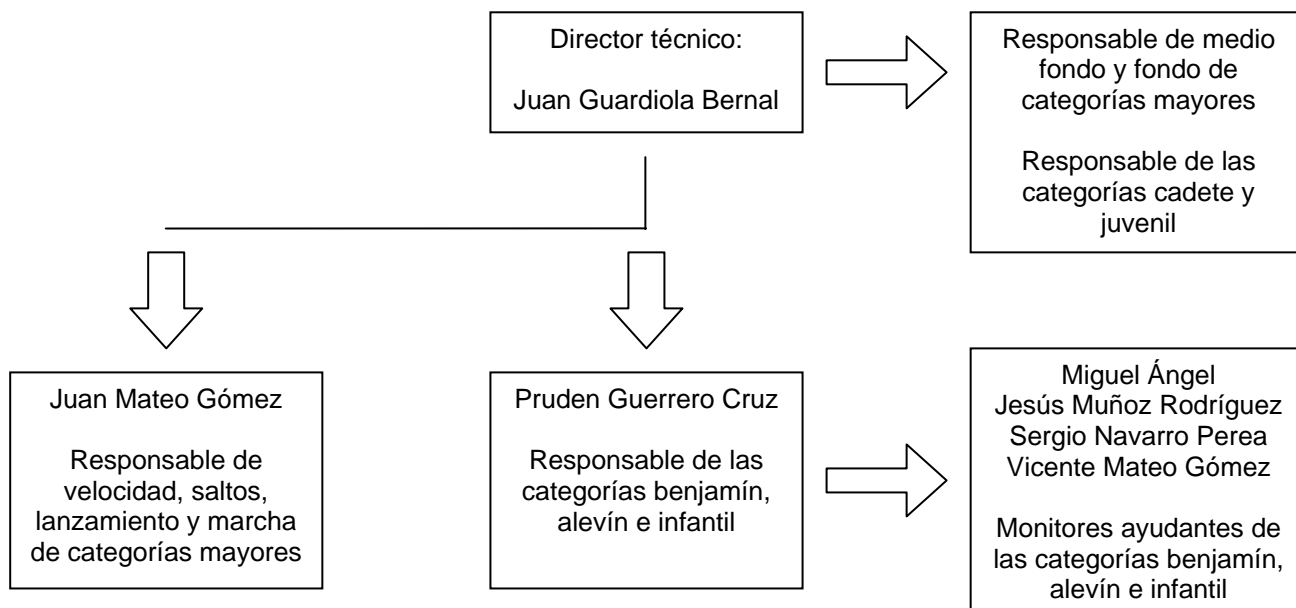 Director técnico:
Juan Guardiola Bernal
Responsable de medio
fondo y fondo de
categorías mayores
Responsable de las
categorías cadete y
juvenil
Juan Mateo Gómez
Responsable de
velocidad, saltos,
lanzamiento y marcha
de categorías mayores
Pruden Guerrero Cruz
Responsable de las
categorías benjamín,
alevín e infantil
Miguel Ángel
Jesús Muñoz Rodríguez
Sergio Navarro Perea
Vicente Mateo Gómez
Monitores ayudantes de
las categorías benjamín,
alevín e infantil